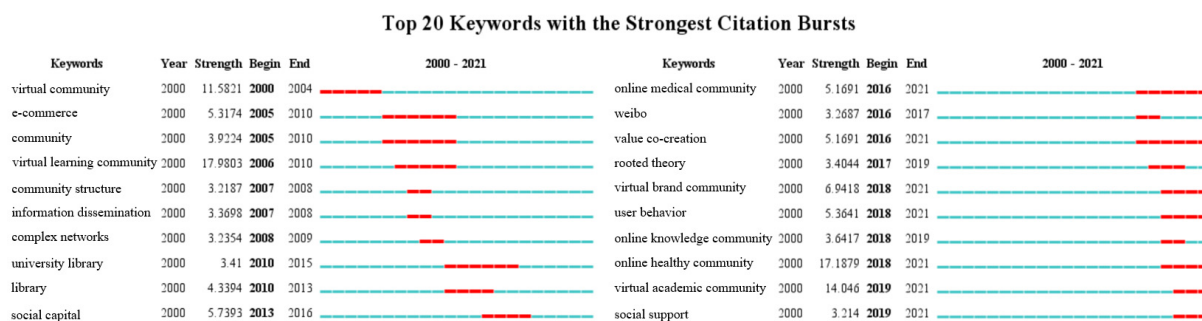 Top 20 Keywords with the Strongest Citation Bursts
Keywords Year Strength Begin End 2000 - 2021
virtual community 2000 11.5821 2000 2004
e-commerce 2000 5.3174 2005 2010
community 2000 3.9224 2005 2010
virtual learning community 2000 17.9803 2006 2010
community structure 2000 3.2187 2007 2008
information dissemination 2000 3.3698 2007 2008
complex networks 2000 3.2354 2008 2009
university library 2000 3.41 2010 2015
library 2000 4.3394 2010 2013
social capital 2000 5.7393 2013 2016
Keywords Year Strength Begin End 2000 - 2021
online medical community 2000 5.1691 2016 2021
weibo 2000 3.2687 2016 2017
value co-creation 2000 5.1691 2016 2021
rooted theory 2000 3.4044 2017 2019
virtual brand community 2000 6.9418 2018 2021
user behavior 2000 5.3641 2018 2021
online knowledge community 2000 3.6417 2018 2019
online healthy community 2000 17.1879 2018 2021
virtual academic community 2000 14.046 2019 2021
social support 2000 3.214 2019 2021